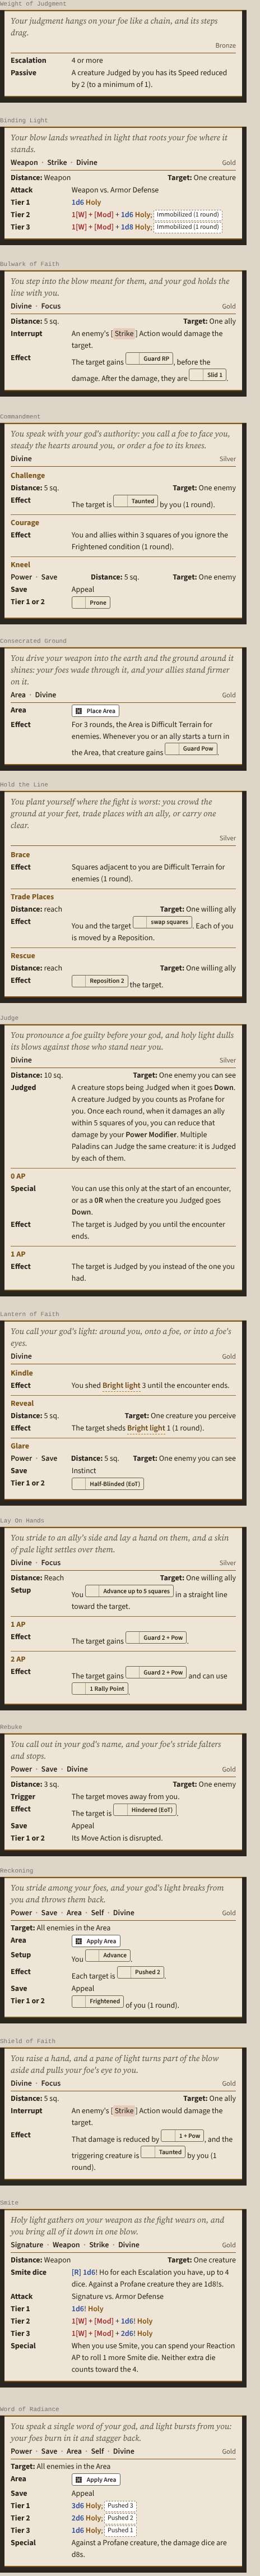 Weight of Judgment
Your judgment hangs on your foe like a chain, and its steps
drag.
Bronze
Escalation 4 or more
Passive A creature Judged by you has its Speed reduced
by 2 (to a minimum of 1).
Binding Light
Your blow lands wreathed in light that roots your foe where it
stands.
Weapon · Strike · Divine Gold
Distance: Weapon Target: One creature
Attack Weapon vs. Armor Defense
Tier 1 1d6 Holy
Tier 2 1[W] + [Mod] + 1d6 Holy; Immobilized (1 round)
Tier 3 1[W] + [Mod] + 1d8 Holy; Immobilized (1 round)
Bulwark of Faith
You step into the blow meant for them, and your god holds the
line with you.
Divine · Focus Gold
Distance: 5 sq. Target: One ally
Interrupt An enemy's [Strike] Action would damage the
target.
Effect The target gains Guard RP, before the
damage. After the damage, they are Slid 1.
Commandment
You speak with your god's authority: you call a foe to face you,
steady the hearts around you, or order a foe to its knees.
Divine Silver
Challenge
Distance: 5 sq. Target: One enemy
Effect The target is Taunted by you (1 round).
Courage
Effect You and allies within 3 squares of you ignore the
Frightened condition (1 round).
Kneel
Power · Save Distance: 5 sq. Target: One enemy
Save Appeal
Tier 1 or 2 Prone
Consecrated Ground
You drive your weapon into the earth and the ground around it
shines: your foes wade through it, and your allies stand firmer
on it.
Area · Divine Gold
Area Place Area
Effect For 3 rounds, the Area is Difficult Terrain for
enemies. Whenever you or an ally starts a turn in
the Area, that creature gains Guard Pow.
Hold the Line
You plant yourself where the fight is worst: you crowd the
ground at your feet, trade places with an ally, or carry one
clear.
Silver
Brace
Effect Squares adjacent to you are Difficult Terrain for
enemies (1 round).
Trade Places
Distance: reach Target: One willing ally
Effect You and the target swap squares. Each of you
is moved by a Reposition.
Rescue
Distance: reach Target: One willing ally
Effect Reposition 2 the target.
Judge
You pronounce a foe guilty before your god, and holy light dulls
its blows against those who stand near you.
Divine Silver
Distance: 10 sq. Target: One enemy you can see
Judged A creature stops being Judged when it goes Down.
A creature Judged by you counts as Profane for
you. Once each round, when it damages an ally
within 5 squares of you, you can reduce that
damage by your Power Modifier. Multiple
Paladins can Judge the same creature: it is Judged
by each of them.
0 AP
Special You can use this only at the start of an encounter,
or as a 0R when the creature you Judged goes
Down.
Effect The target is Judged by you until the encounter
ends.
1 AP
Effect The target is Judged by you instead of the one you
had.
Lantern of Faith
You call your god's light: around you, onto a foe, or into a foe's
eyes.
Divine Gold
Kindle
Effect You shed Bright light 3 until the encounter ends.
Reveal
Distance: 5 sq. Target: One creature you perceive
Effect The target sheds Bright light 1 (1 round).
Glare
Power · Save Distance: 5 sq. Target: One enemy you can see
Save Instinct
Tier 1 or 2 Half-Blinded (EoT)
Lay On Hands
You stride to an ally's side and lay a hand on them, and a skin
of pale light settles over them.
Divine · Focus Silver
Distance: Reach Target: One willing ally
Setup You Advance up to 5 squares in a straight line
toward the target.
1 AP
Effect The target gains Guard 2 + Pow.
2 AP
Effect The target gains Guard 2 + Pow and can use
1 Rally Point.
Rebuke
You call out in your god's name, and your foe's stride falters
and stops.
Power · Save · Divine Gold
Distance: 3 sq. Target: One enemy
Trigger The target moves away from you.
Effect The target is Hindered (EoT).
Save Appeal
Tier 1 or 2 Its Move Action is disrupted.
Reckoning
You stride among your foes, and your god's light breaks from
you and throws them back.
Power · Save · Area · Self · Divine Gold
Target: All enemies in the Area
Area Apply Area
Setup You Advance.
Effect Each target is Pushed 2.
Save Appeal
Tier 1 or 2 Frightened of you (1 round).
Shield of Faith
You raise a hand, and a pane of light turns part of the blow
aside and pulls your foe's eye to you.
Divine · Focus Gold
Distance: 5 sq. Target: One ally
Interrupt An enemy's [Strike] Action would damage the
target.
Effect That damage is reduced by 1 + Pow, and the
triggering creature is Taunted by you (1
round).
Smite
Holy light gathers on your weapon as the fight wears on, and
you bring all of it down in one blow.
Signature · Weapon · Strike · Divine
Distance: Weapon Target: One creature
Smite dice [R] 1d6! Ho for each Escalation you have, up to 4
dice. Against a Profane creature they are 1d8!s.
Attack Signature vs. Armor Defense
Tier 1 1d6! Holy
Tier 2 1[W] + [Mod] + 1d6! Holy
Tier 3 1[W] + [Mod] + 2d6! Holy
Special When you use Smite, you can spend your Reaction
AP to roll 1 more Smite die. Neither extra die
counts toward the 4.
Word of Radiance
You speak a single word of your god, and light bursts from you:
your foes burn in it and stagger back.
Power · Save · Area · Self · Divine Gold
Target: All enemies in the Area
Area Apply Area
Save Appeal
Tier 1 3d6 Holy; Pushed 3
Tier 2 2d6 Holy; Pushed 2
Tier 3 1d6 Holy; Pushed 1
Special Against a Profane creature, the damage dice are
d8s.